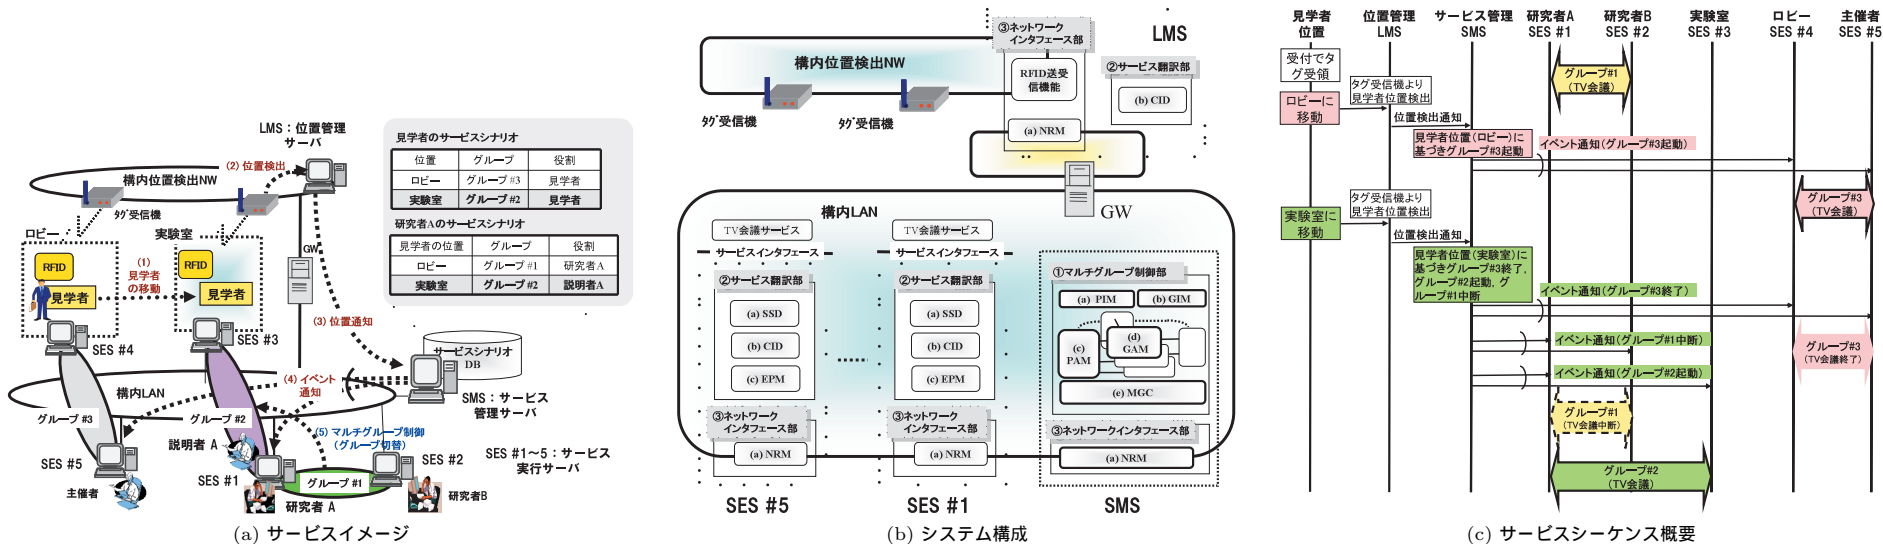 LMS：位置管理
サーバ
(2) 位置検出
構内位置検出NW
タグ受信機
ロビー
実験室
RFID
見学者
(1)
見学者
の移動
RFID
見学者
GW
SES #4
SES #3
(3) 位置通知
サービスシナリオ
DB
(4) イベント
通知
SMS：サービス
管理サーバ
構内LAN
グループ #3
グループ #2
説明者 A
(5) マルチグループ制御
(グループ切替)
SES #5
主催者
SES #1
グループ #1
SES #2
研究者 A
研究者B
SES #1～5：サービス
実行サーバ
見学者のサービスシナリオ
位置 グループ 役割
ロビー グループ #3 見学者
実験室 グループ #2 見学者
研究者Aのサービスシナリオ
見学者の位置 グループ 役割
ロビー グループ #1 研究者A
実験室 グループ #2 説明者A
(a) サービスイメージ
構内位置検出NW
タグ受信機
タグ受信機
③ネットワーク
インタフェース部
RFID送受
信機能
(a) NRM
LMS
②サービス翻訳部
(b) CID
GW
構内LAN
TV会議サービス
サービスインタフェース
②サービス翻訳部
(a) SSD
(b) CID
(c) EPM
③ネットワーク
インタフェース部
(a) NRM
SES #5
TV会議サービス
サービスインタフェース
②サービス翻訳部
(a) SSD
(b) CID
(c) EPM
③ネットワーク
インタフェース部
(a) NRM
SES #1
①マルチグループ制御部
(a) PIM
(b) GIM
(c)
PAM
(d)
GAM
(e) MGC
③ネットワークインタフェース部
(a) NRM
SMS
(b) システム構成
見学者
位置
位置管理
LMS
サービス管理
SMS
研究者A
SES #1
研究者B
SES #2
実験室
SES #3
ロビー
SES #4
主催者
SES #5
受付でタ
グ受領
グループ#1
(TV会議)
ロビーに
移動
タグ受信機より
見学者位置検出
位置検出通知
見学者位置(ロビー)に
基づきグループ#3起動
イベント通知(グループ#3起動)
グループ#3
(TV会議)
実験室に
移動
タグ受信機より
見学者位置検出
位置検出通知
見学者位置(実験室)に
基づきグループ#3終了,
グループ#2起動, グ
ループ#1中断
イベント通知(グループ#3終了)
イベント通知(グループ#1中断)
グループ#3
(TV会議終了)
イベント通知(グループ#2起動)
グループ#1
(TV会議中断)
グループ#2
(TV会議)
(c) サービスシーケンス概要